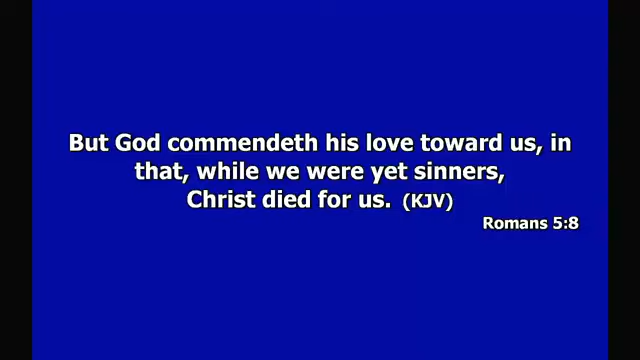 But God commendeth his love toward us, in
that, while we were yet sinners,
Christ died for us. (KJV)
Romans 5:8